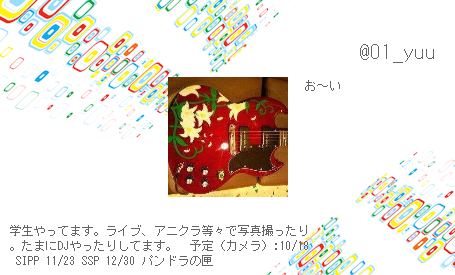 @01_yuu
お〜い
学生やってます。ライブ、アニクラ等々で写真撮ったり
。たまにDJやったりしてます。 予定（カメラ）:10/18
SIPP 11/23 SSP 12/30 パンドラの匣